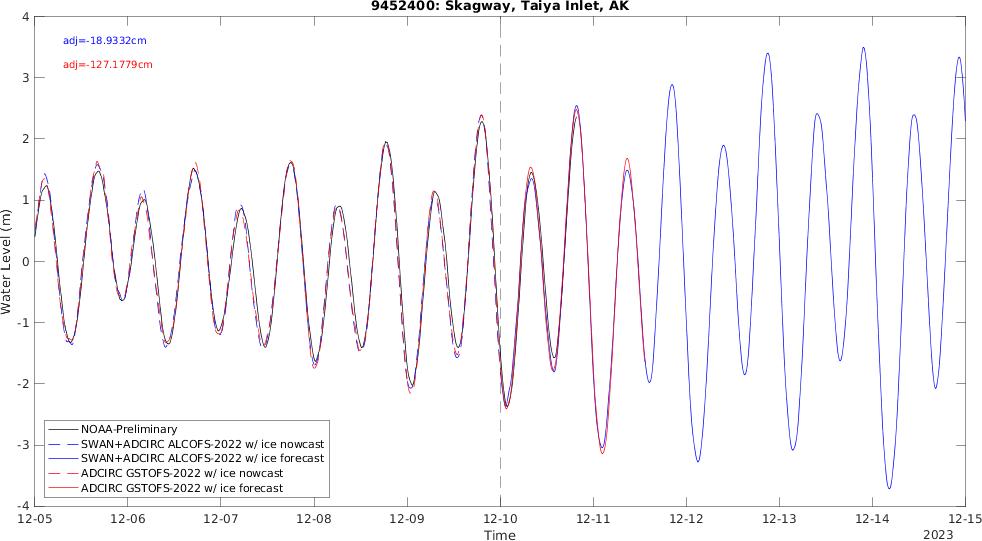 9452400: Skagway, Taiya Inlet, AK
adj=-18.9332cm
adj=-127.1779cm
Water Level (m)
4
3
2
1
0
-1
-2
-3
-4
NOAA-Preliminary
SWAN+ADCIRC ALCOFS-2022 w/ ice nowcast
SWAN+ADCIRC ALCOFS-2022 w/ ice forecast
ADCIRC GSTOFS-2022 w/ ice nowcast
ADCIRC GSTOFS-2022 w/ ice forecast
12-05 12-06 12-07 12-08 12-09 12-10 12-11 12-12 12-13 12-14 12-15
Time
2023